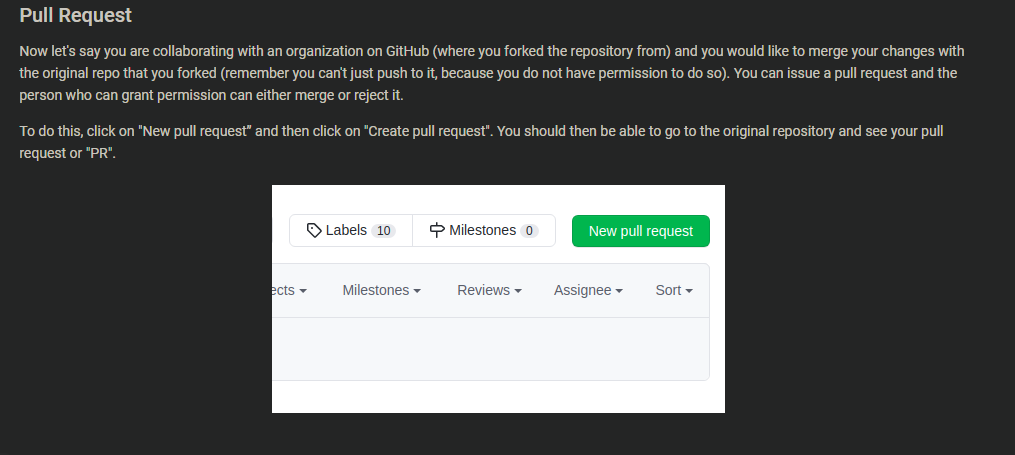 Pull Request
Now let's say you are collaborating with an organization on GitHub (where you forked the repository from) and you would like to merge your changes with
the original repo that you forked (remember you can't just push to it, because you do not have permission to do so). You can issue a pull request and the
person who can grant permission can either merge or reject it.
To do this, click on "New pull request" and then click on "Create pull request". You should then be able to go to the original repository and see your pull
request or "PR".
Labels 10 Milestones 0 New pull request
ects Milestones Reviews Assignee Sort